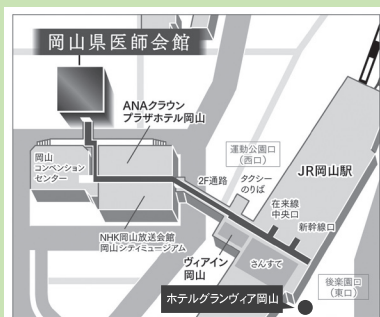 岡山県医師会館
ANAクラウン
プラザホテル岡山
岡山
コンベンション
センター
NHK岡山放送会館
岡山シティミュージアム
2F通路
運動公園口
(西口)
タクシー
のりば
JR岡山駅
在来線
中央口
新幹線口
さんすて
ヴィアイン
岡山
ホテルグランヴィア岡山
後楽園口
(東口)